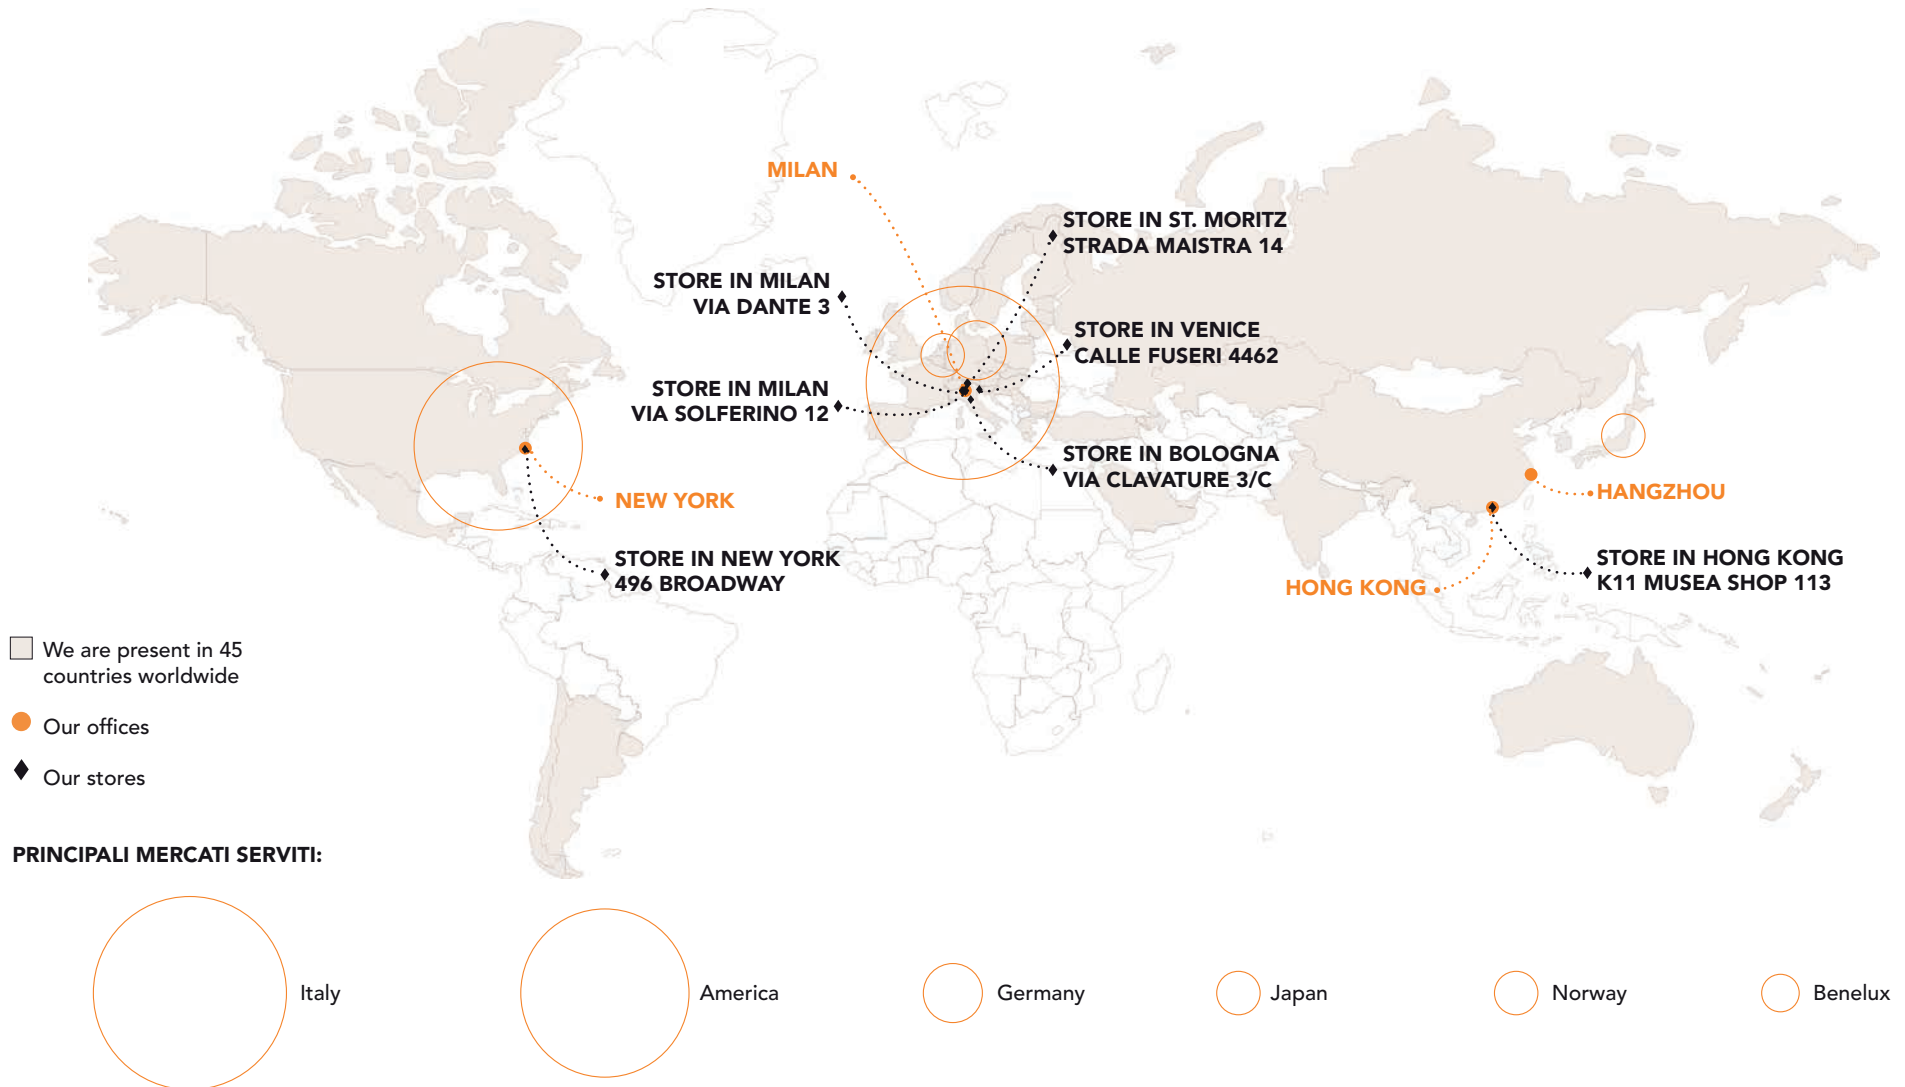 MILAN
STORE IN ST. MORITZ
STRADA MAISTRA 14
STORE IN MILAN
VIA DANTE 3
STORE IN VENICE
CALLE FUSERI 4462
STORE IN MILAN
VIA SOLFERINO 12
STORE IN BOLOGNA
VIA CLAVATURE 3/C
NEW YORK
HANGZHOU
STORE IN NEW YORK
496 BROADWAY
STORE IN HONG KONG
K11 MUSEA SHOP 113
HONG KONG
We are present in 45
countries worldwide
Our offices
Our stores
PRINCIPALI MERCATI SERVITI:
Italy
America
Germany
Japan
Norway
Benelux